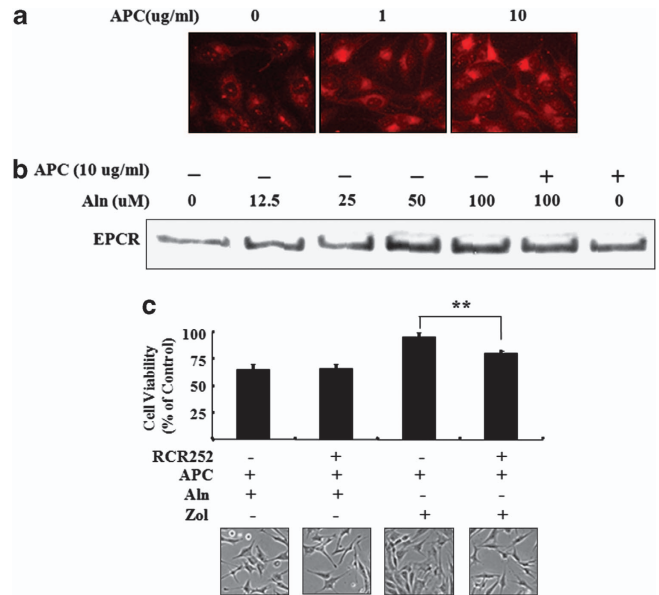 a
APC(ug/ml) 0 1 10
b
APC (10 ug/ml) – – – – – + +
Aln (uM) 0 12.5 25 50 100 100 0
EPCR
c
**
Cell Viability
(% of Control)
100
75
50
25
RCR252 - + - +
APC + + + +
Aln + + - -
Zol - - + +